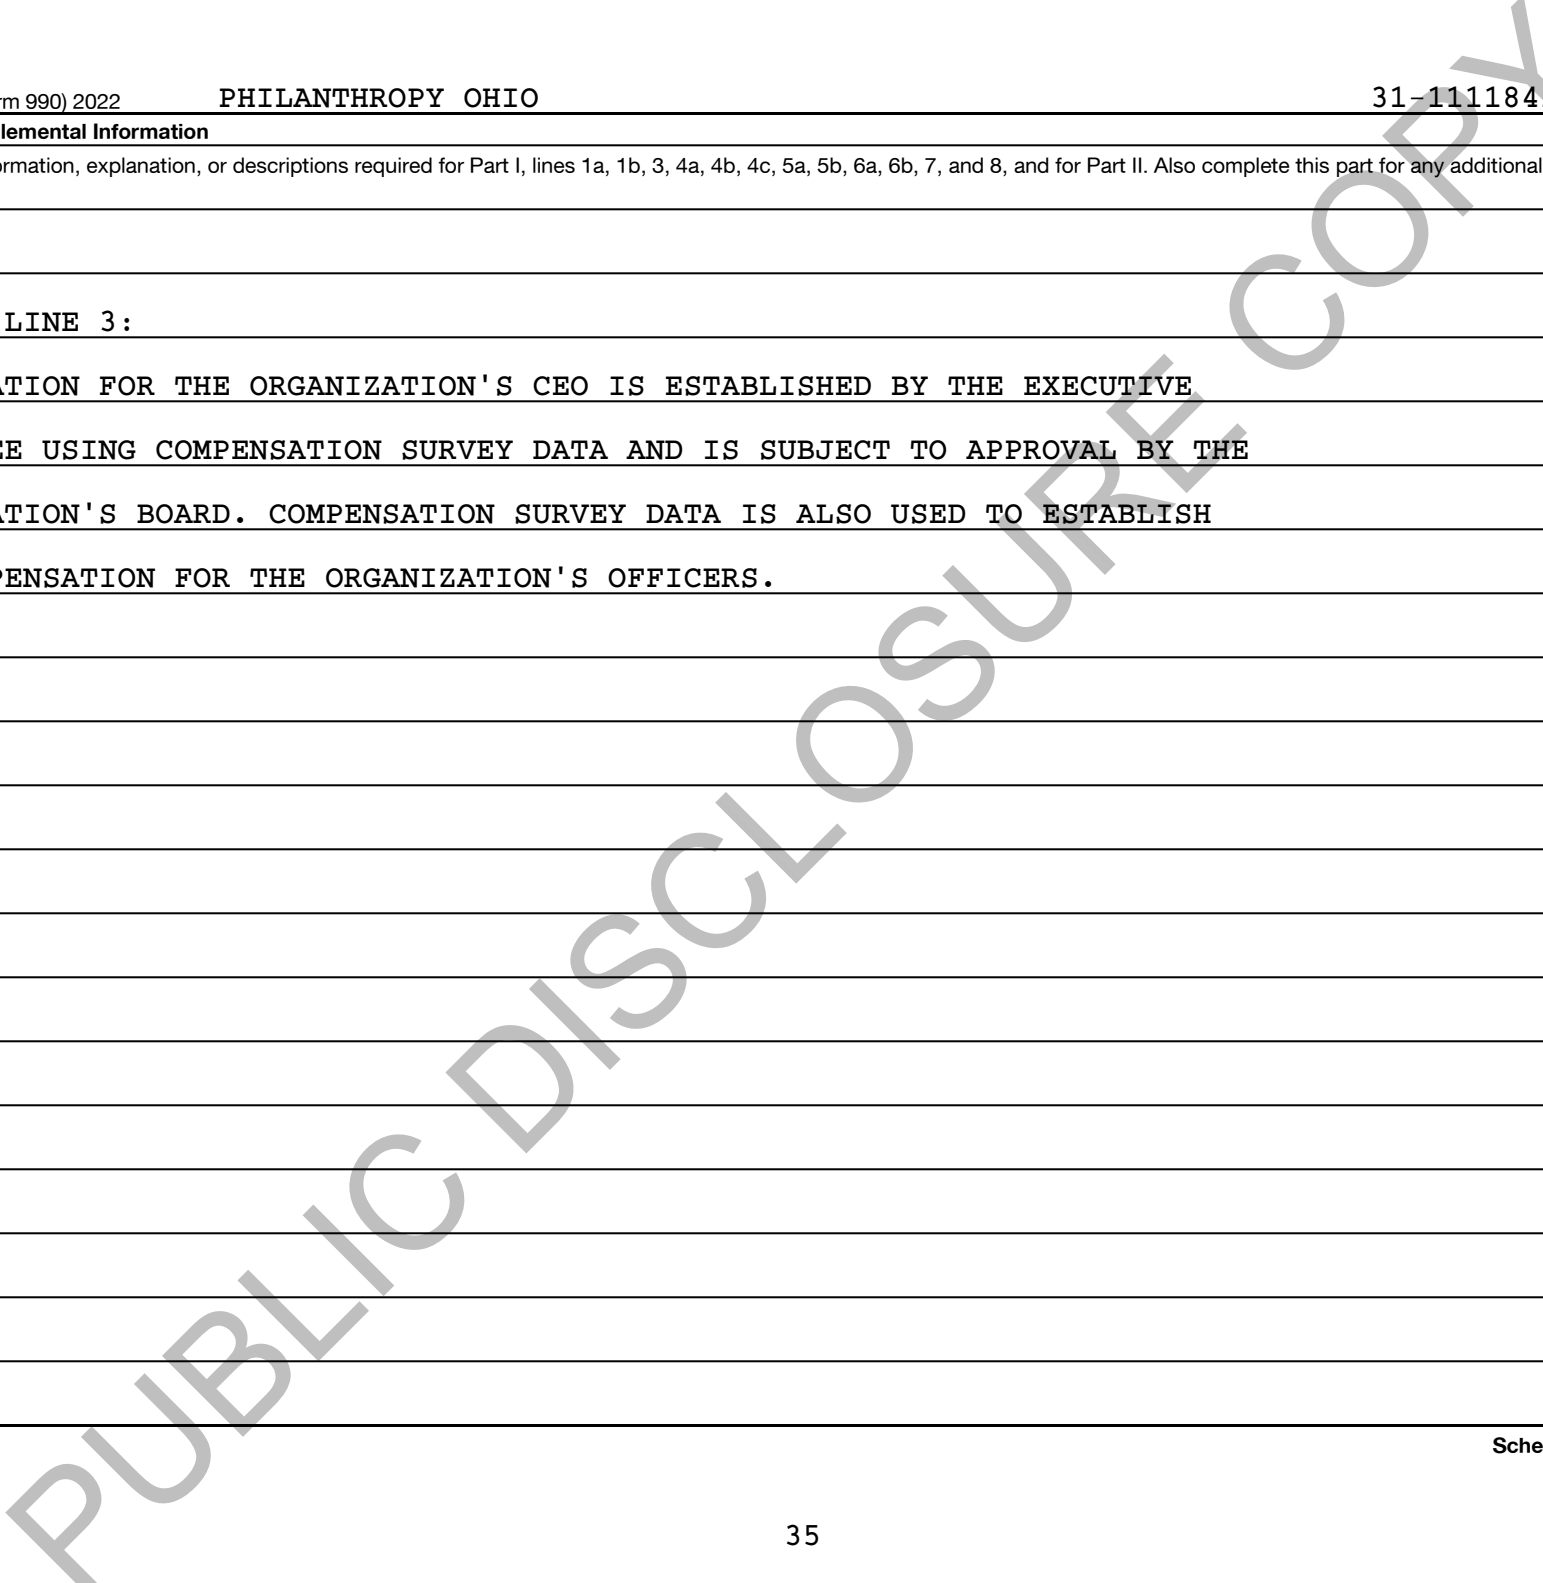 rm 990) 2022 PHILANTHROPY OHIO 31-111184
lemental Information
ormation, explanation, or descriptions required for Part I, lines 1a, 1b, 3, 4a, 4b, 4c, 5a, 5b, 6a, 6b, 7, and 8, and for Part II. Also complete this part for any additional
LINE 3:
ATION FOR THE ORGANIZATION'S CEO IS ESTABLISHED BY THE EXECUTIVE
EE USING COMPENSATION SURVEY DATA AND IS SUBJECT TO APPROVAL BY THE
ATION'S BOARD. COMPENSATION SURVEY DATA IS ALSO USED TO ESTABLISH
PENSATION FOR THE ORGANIZATION'S OFFICERS.
PUBLIC DISCLOSURE COPY
Sche
35